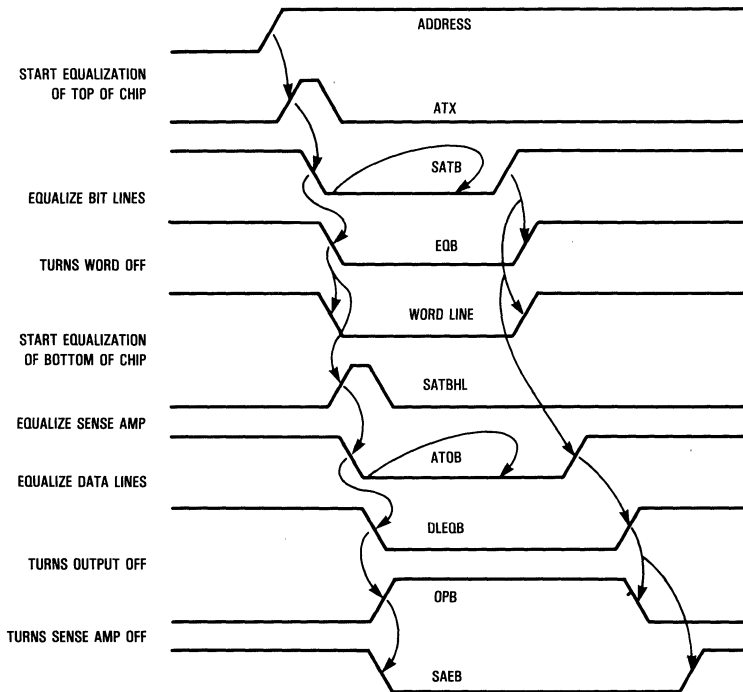 ADDRESS
START EQUALIZATION
OF TOP OF CHIP
ATX
SATB
EQUALIZE BIT LINES
EQB
TURNS WORD OFF
WORD LINE
START EQUALIZATION
OF BOTTOM OF CHIP
SATBHL
EQUALIZE SENSE AMP
ATOB
EQUALIZE DATA LINES
DLEQB
TURNS OUTPUT OFF
OPB
TURNS SENSE AMP OFF
SAEB